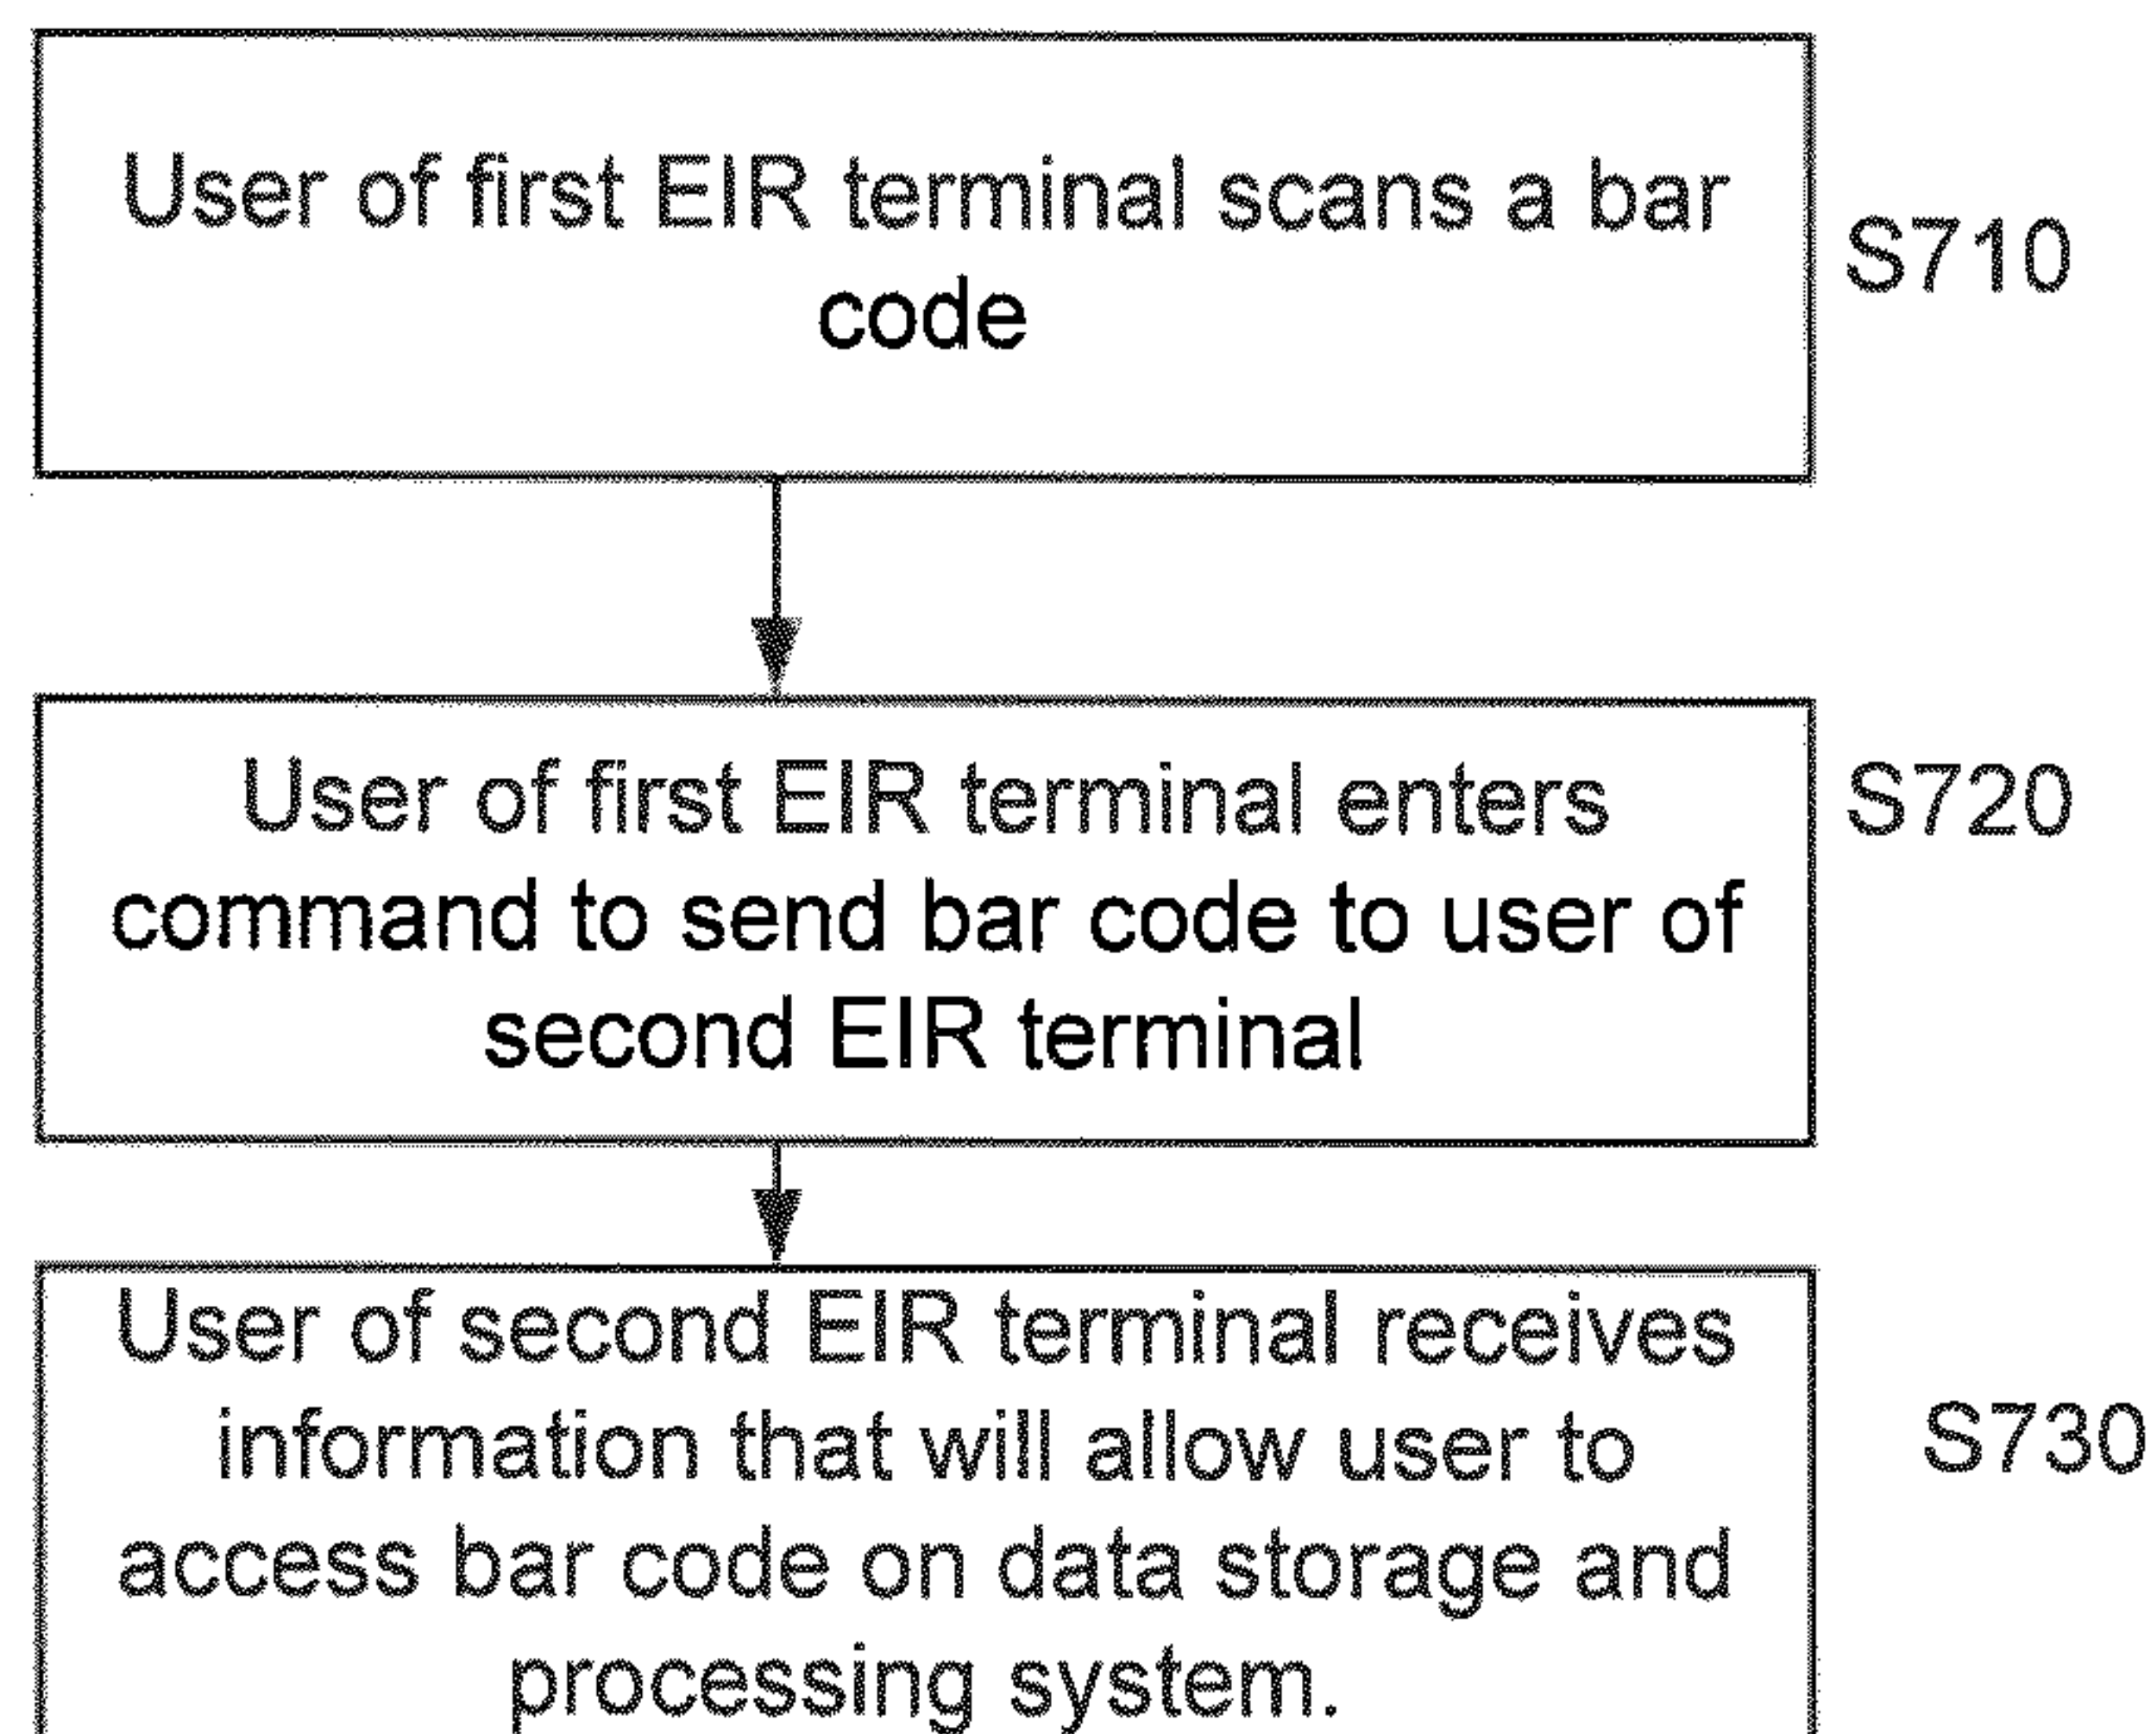 User of first EIR terminal scans a bar
code
S710
User of first EIR terminal enters
command to send bar code to user of
second EIR terminal
S720
User of second EIR terminal receives
information that will allow user to
access bar code on data storage and
processing system.
S730